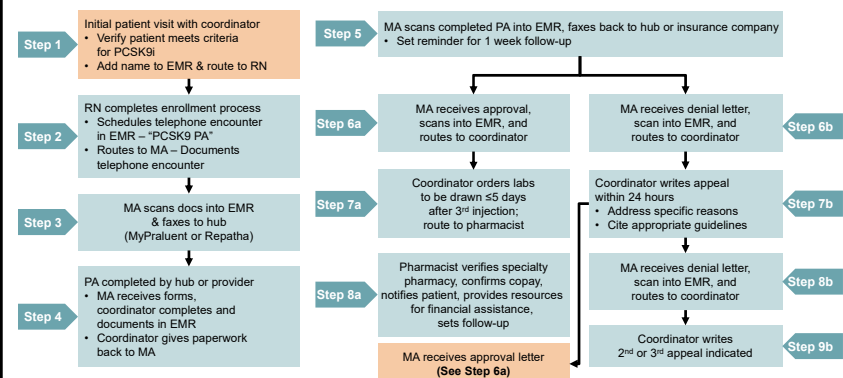 Step 1
Initial patient visit with coordinator
• Verify patient meets criteria
for PCSK9i
• Add name to EMR & route to RN
Step 2
RN completes enrollment process
• Schedules telephone encounter
in EMR – “PCSK9 PA”
• Routes to MA – Documents
telephone encounter
Step 3
MA scans docs into EMR
& faxes to hub
(MyPraluent or Repatha)
Step 4
PA completed by hub or provider
• MA receives forms,
coordinator completes and
documents in EMR
• Coordinator gives paperwork
back to MA
Step 5
MA scans completed PA into EMR, faxes back to hub or insurance company
• Set reminder for 1 week follow-up
Step 6a
MA receives approval,
scans into EMR, and
routes to coordinator
Step 7a
Coordinator orders labs
to be drawn ≤5 days
after 3rd injection;
route to pharmacist
Step 8a
Pharmacist verifies specialty
pharmacy, confirms copay,
notifies patient, provides resources
for financial assistance,
sets follow-up
MA receives approval letter
(See Step 6a)
MA receives denial letter,
scan into EMR, and
routes to coordinator
Step 6b
Coordinator writes appeal
within 24 hours
• Address specific reasons
• Cite appropriate guidelines
Step 7b
MA receives denial letter,
scan into EMR, and
routes to coordinator
Step 8b
Coordinator writes
2nd or 3rd appeal indicated
Step 9b